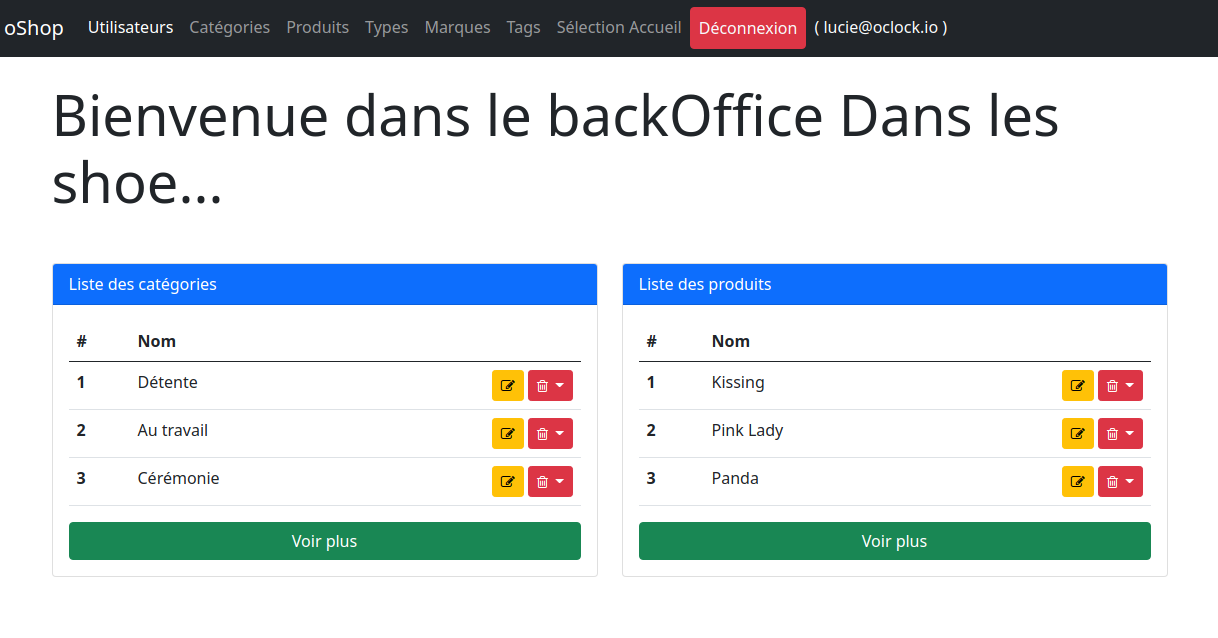 oShop Utilisateurs Catégories Produits Types Marques Tags Sélection Accueil Déconnexion ( lucie@oclock.io )
Bienvenue dans le backOffice Dans les
shoe...
Liste des catégories
# Nom
1 Détente
2 Au travail
3 Cérémonie
Voir plus
Liste des produits
# Nom
1 Kissing
2 Pink Lady
3 Panda
Voir plus